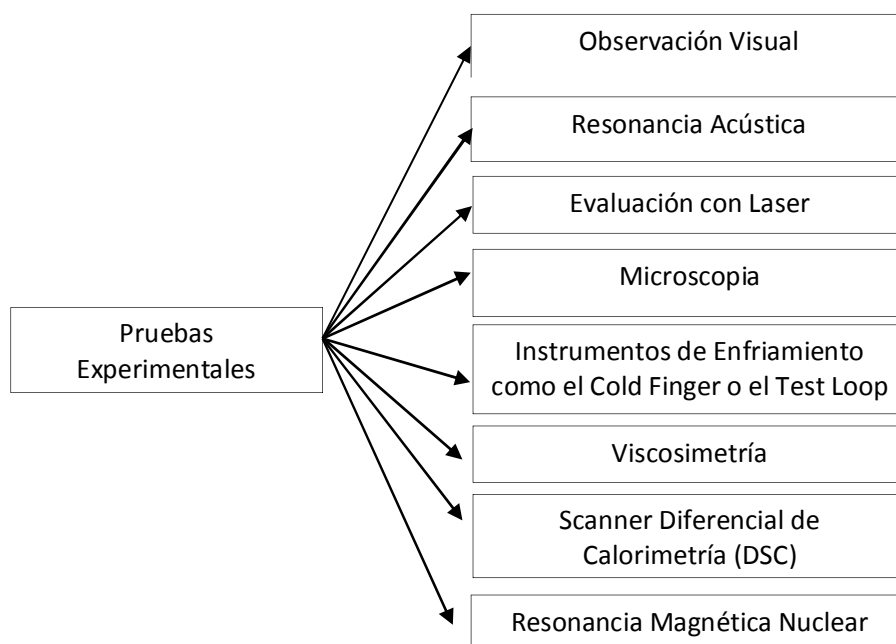 Observación Visual
Resonancia Acústica
Evaluación con Laser
Microscopia
Pruebas
Experimentales
Instrumentos de Enfriamiento
como el Cold Finger o el Test Loop
Viscosimetría
Scanner Diferencial de
Calorimetría (DSC)
Resonancia Magnética Nuclear